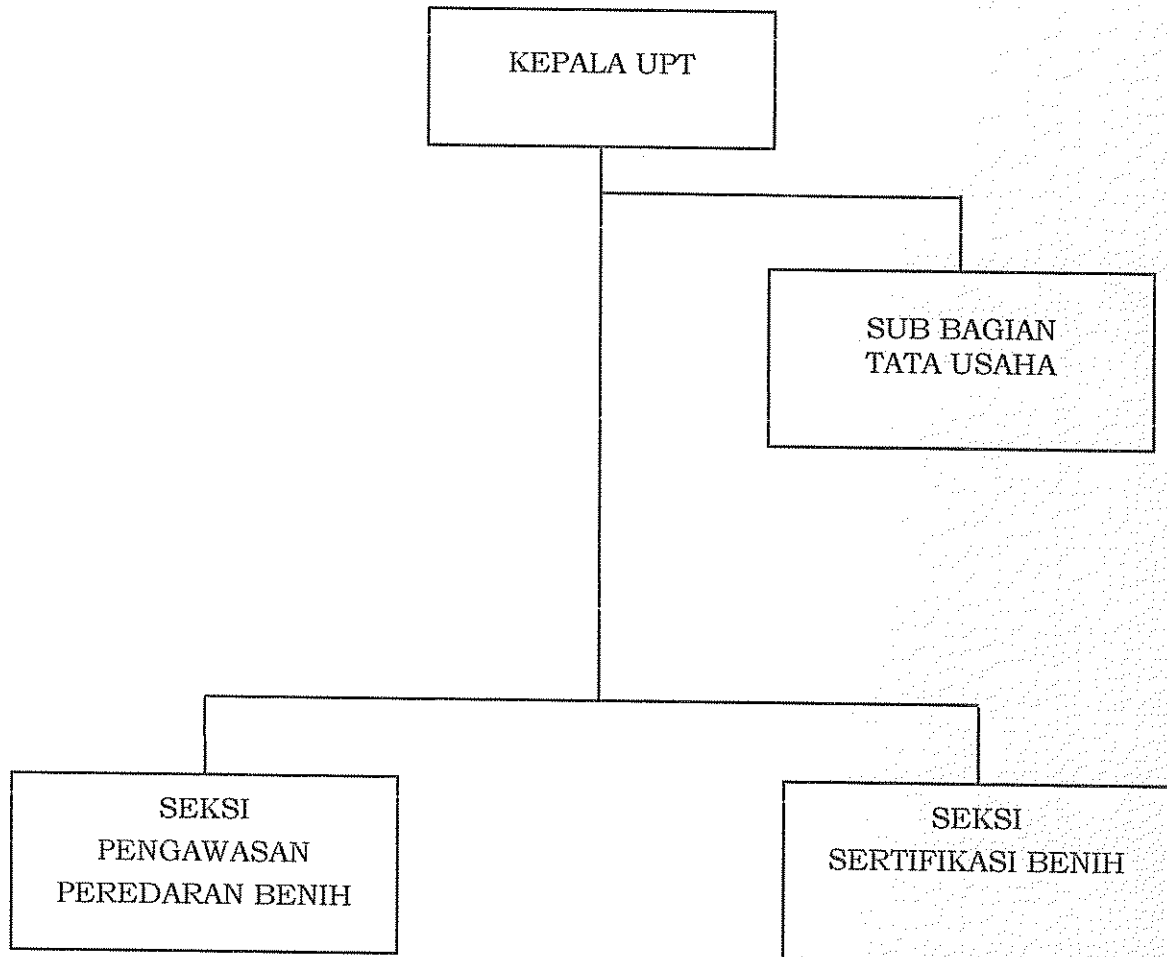 KEPALA UPT
SUB BAGIAN
TATA USAHA
SEKSI
PENGAWASAN
PEREDARAN BENIH
SEKSI
SERTIFIKASI BENIH